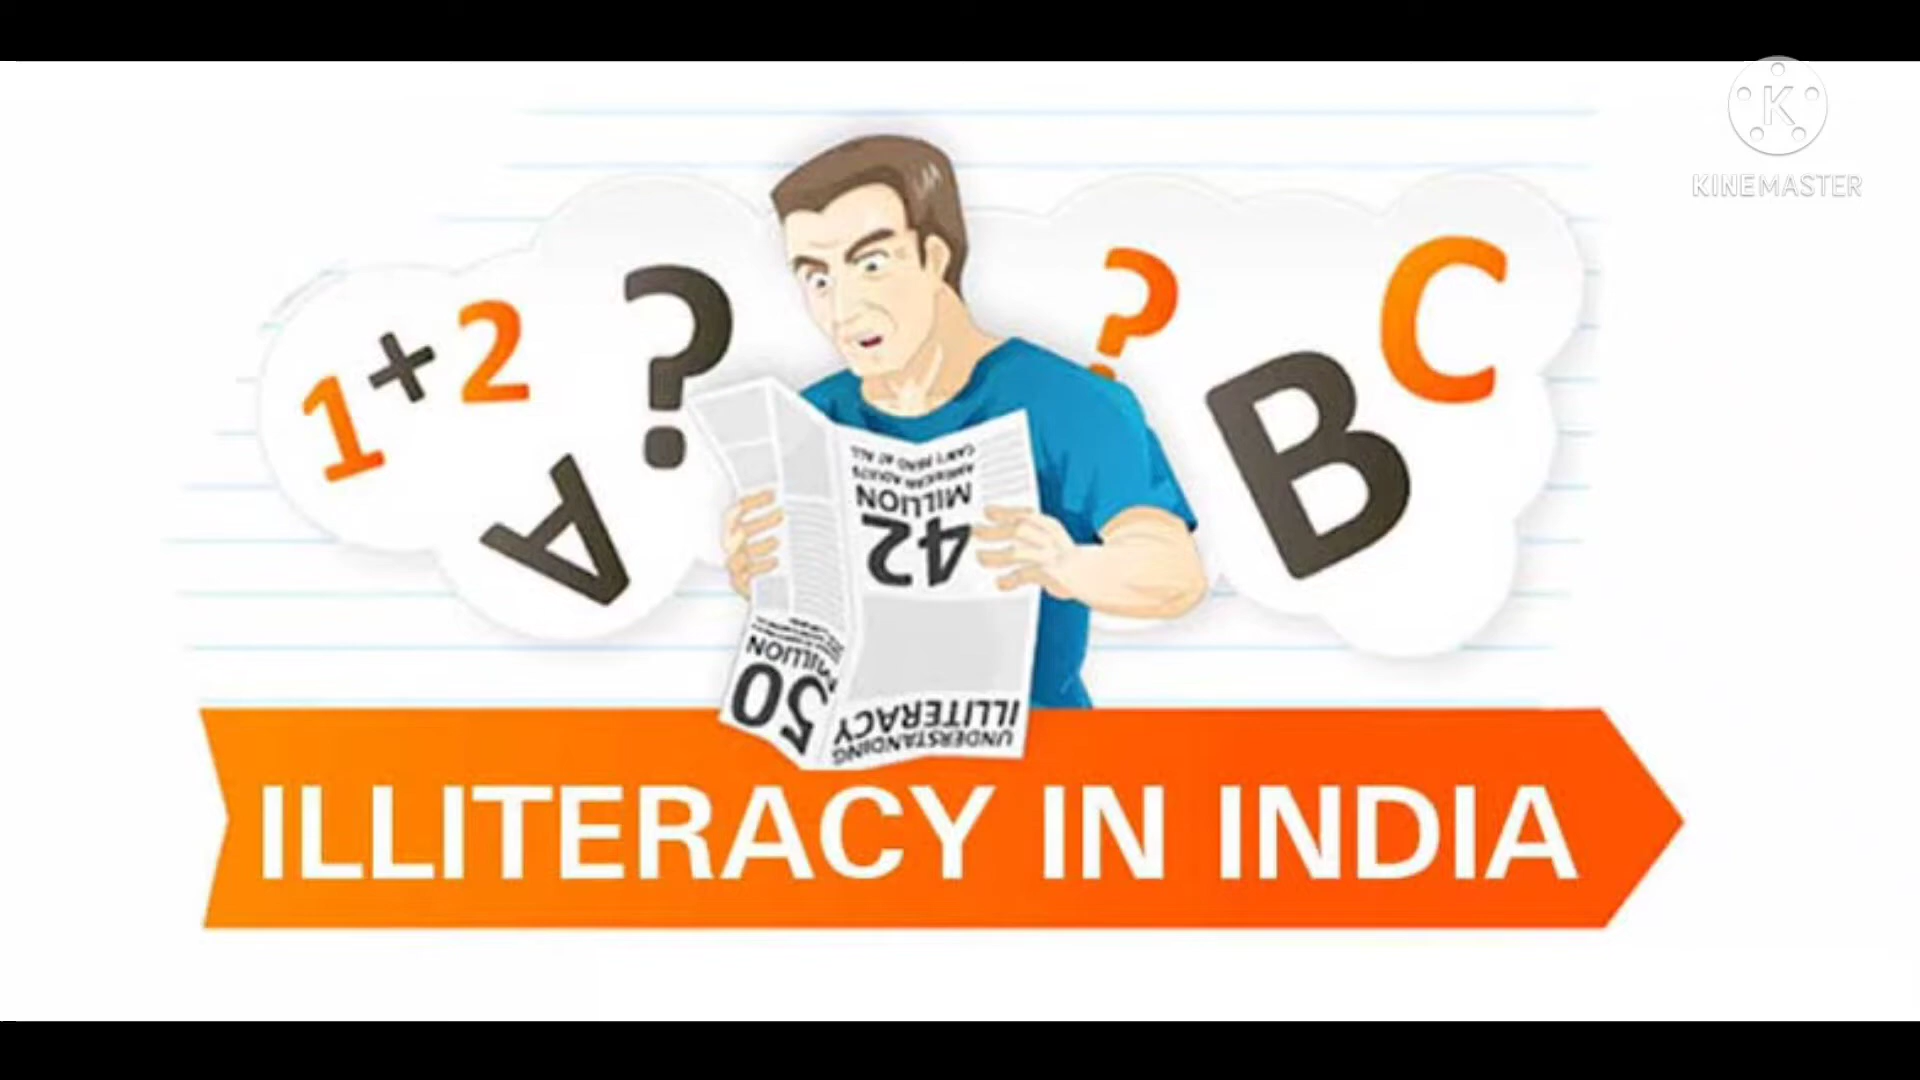 KINEMASTER
1+2
?
A
?
B
C
CAN'T READ AT ALL
AMERICAN ADULTS
MILLION
42
MILLION
50
ILLITERACY
UNDERSTANDING
ILLITERACY IN INDIA